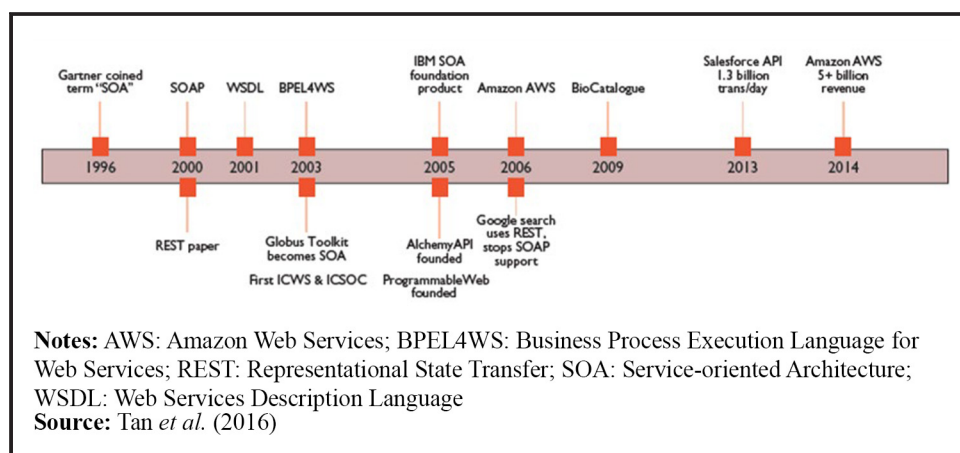 Gartner coined
term "SOA"
SOAP
WSDL
BPEL4WS
IBM SOA
foundation
product
Amazon AWS
BioCatalogue
Salesforce API
1.3 billion
trans/day
Amazon AWS
5+ billion
revenue
1996
2000
2001
2003
2005
2006
2009
2013
2014
REST paper
Globus Toolkit
becomes SOA
First ICWS & ICSOC
AlchemyAPI
founded
ProgrammableWeb
founded
Google search
uses REST,
stops SOAP
support
Notes: AWS: Amazon Web Services; BPEL4WS: Business Process Execution Language for
Web Services; REST: Representational State Transfer; SOA: Service-oriented Architecture;
WSDL: Web Services Description Language
Source: Tan et al. (2016)